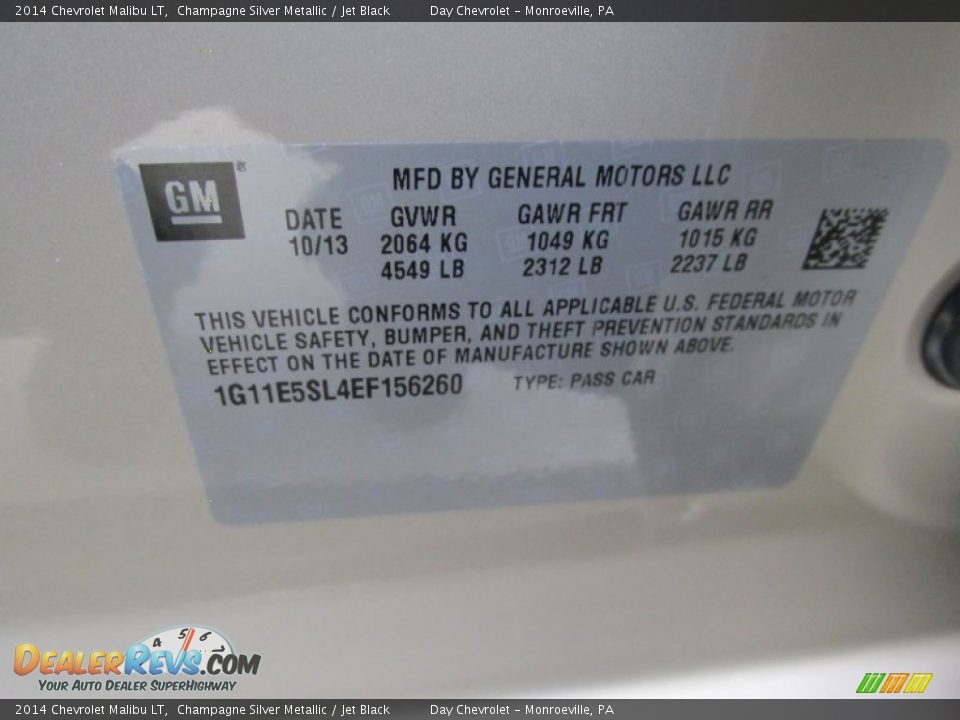 2014 Chevrolet Malibu LT, Champagne Silver Metallic / Jet Black Day Chevrolet - Monroeville, PA
GM ®
MFD BY GENERAL MOTORS LLC
DATE GVWR GAWR FRT GAWR RR
10/13 2064 KG 1049 KG 1015 KG
4549 LB 2312 LB 2237 LB
THIS VEHICLE CONFORMS TO ALL APPLICABLE U.S. FEDERAL MOTOR
VEHICLE SAFETY, BUMPER, AND THEFT PREVENTION STANDARDS IN
EFFECT ON THE DATE OF MANUFACTURE SHOWN ABOVE.
1G11E5SL4EF156260 TYPE: PASS CAR
4 5 6 7
DealerRevs.com
Your Auto Dealer SuperHighway
2014 Chevrolet Malibu LT, Champagne Silver Metallic / Jet Black Day Chevrolet - Monroeville, PA